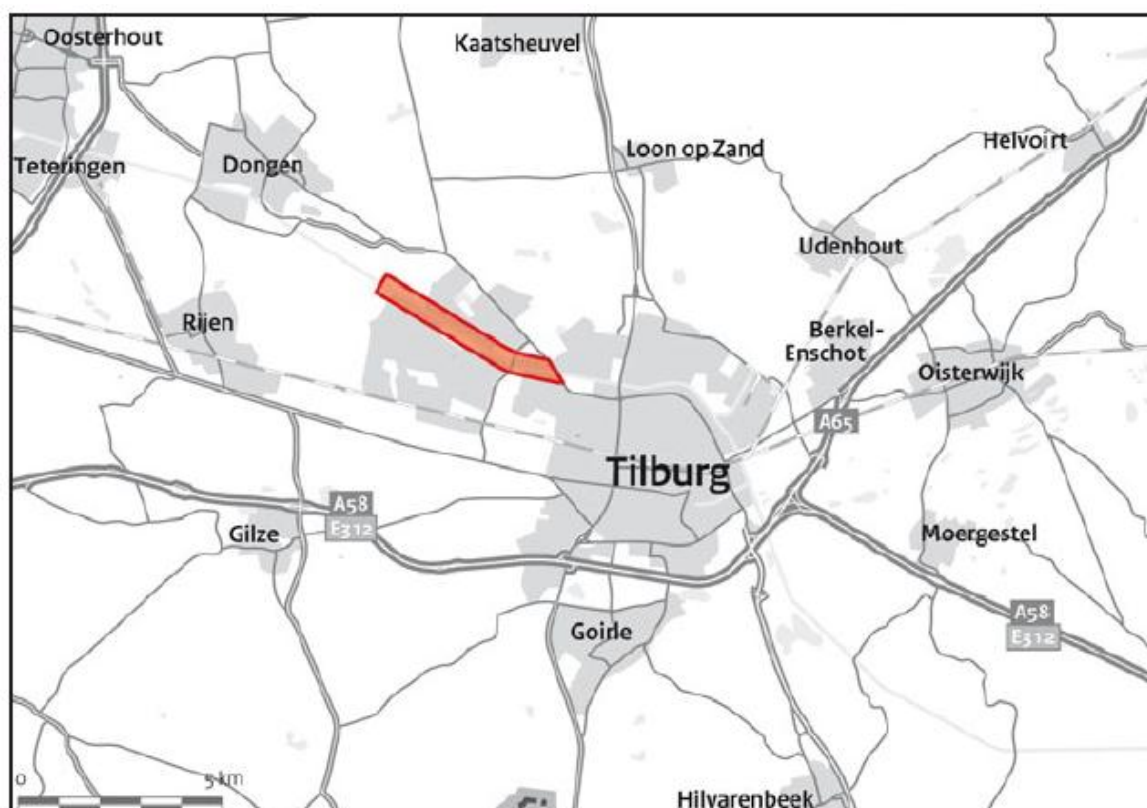 Oosterhout
Kaatsheuvel
Teteringen
Dongen
Loon op Zand
Helvoirt
Udenhout
Rijen
Berkel-
Enschot
Oisterwijk
A65
Tilburg
A58
E312
Gilze
Moergestel
A58
E312
Goirle
0 5 km
Hilvarenbeek